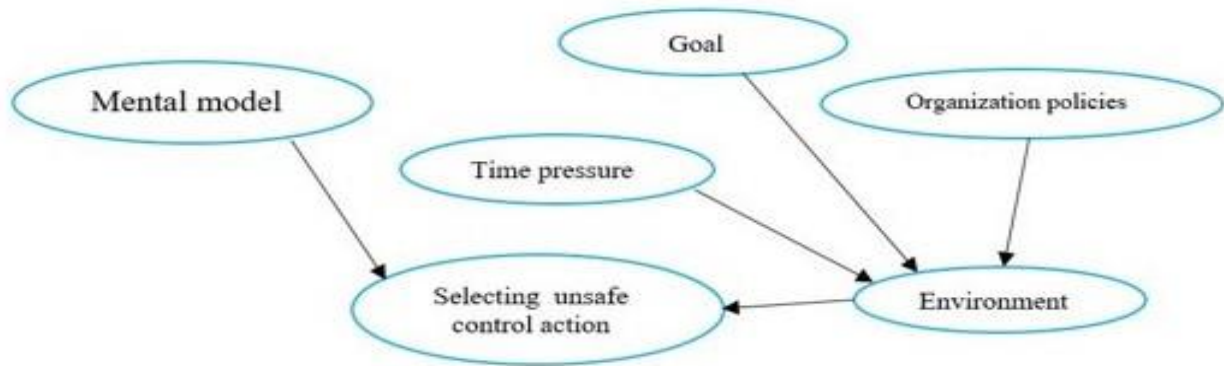 Goal
Mental model
Organization policies
Time pressure
Selecting unsafe
control action
Environment